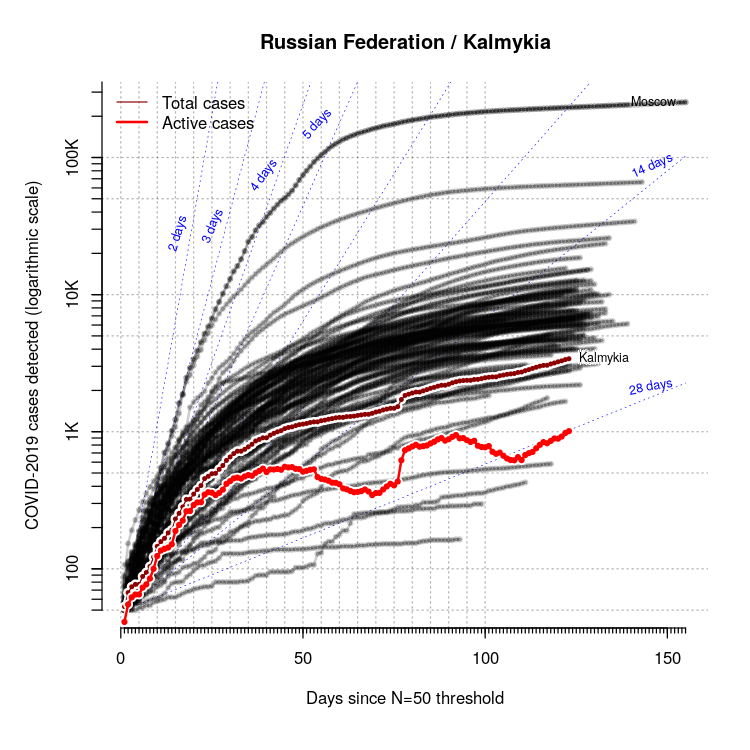 Russian Federation / Kalmykia
Total cases
Active cases
Moscow
2 days
3 days
4 days
5 days
14 days
28 days
Kalmykia
COVID-2019 cases detected (logarithmic scale)
100K
10K
1K
100
0
50
100
150
Days since N=50 threshold